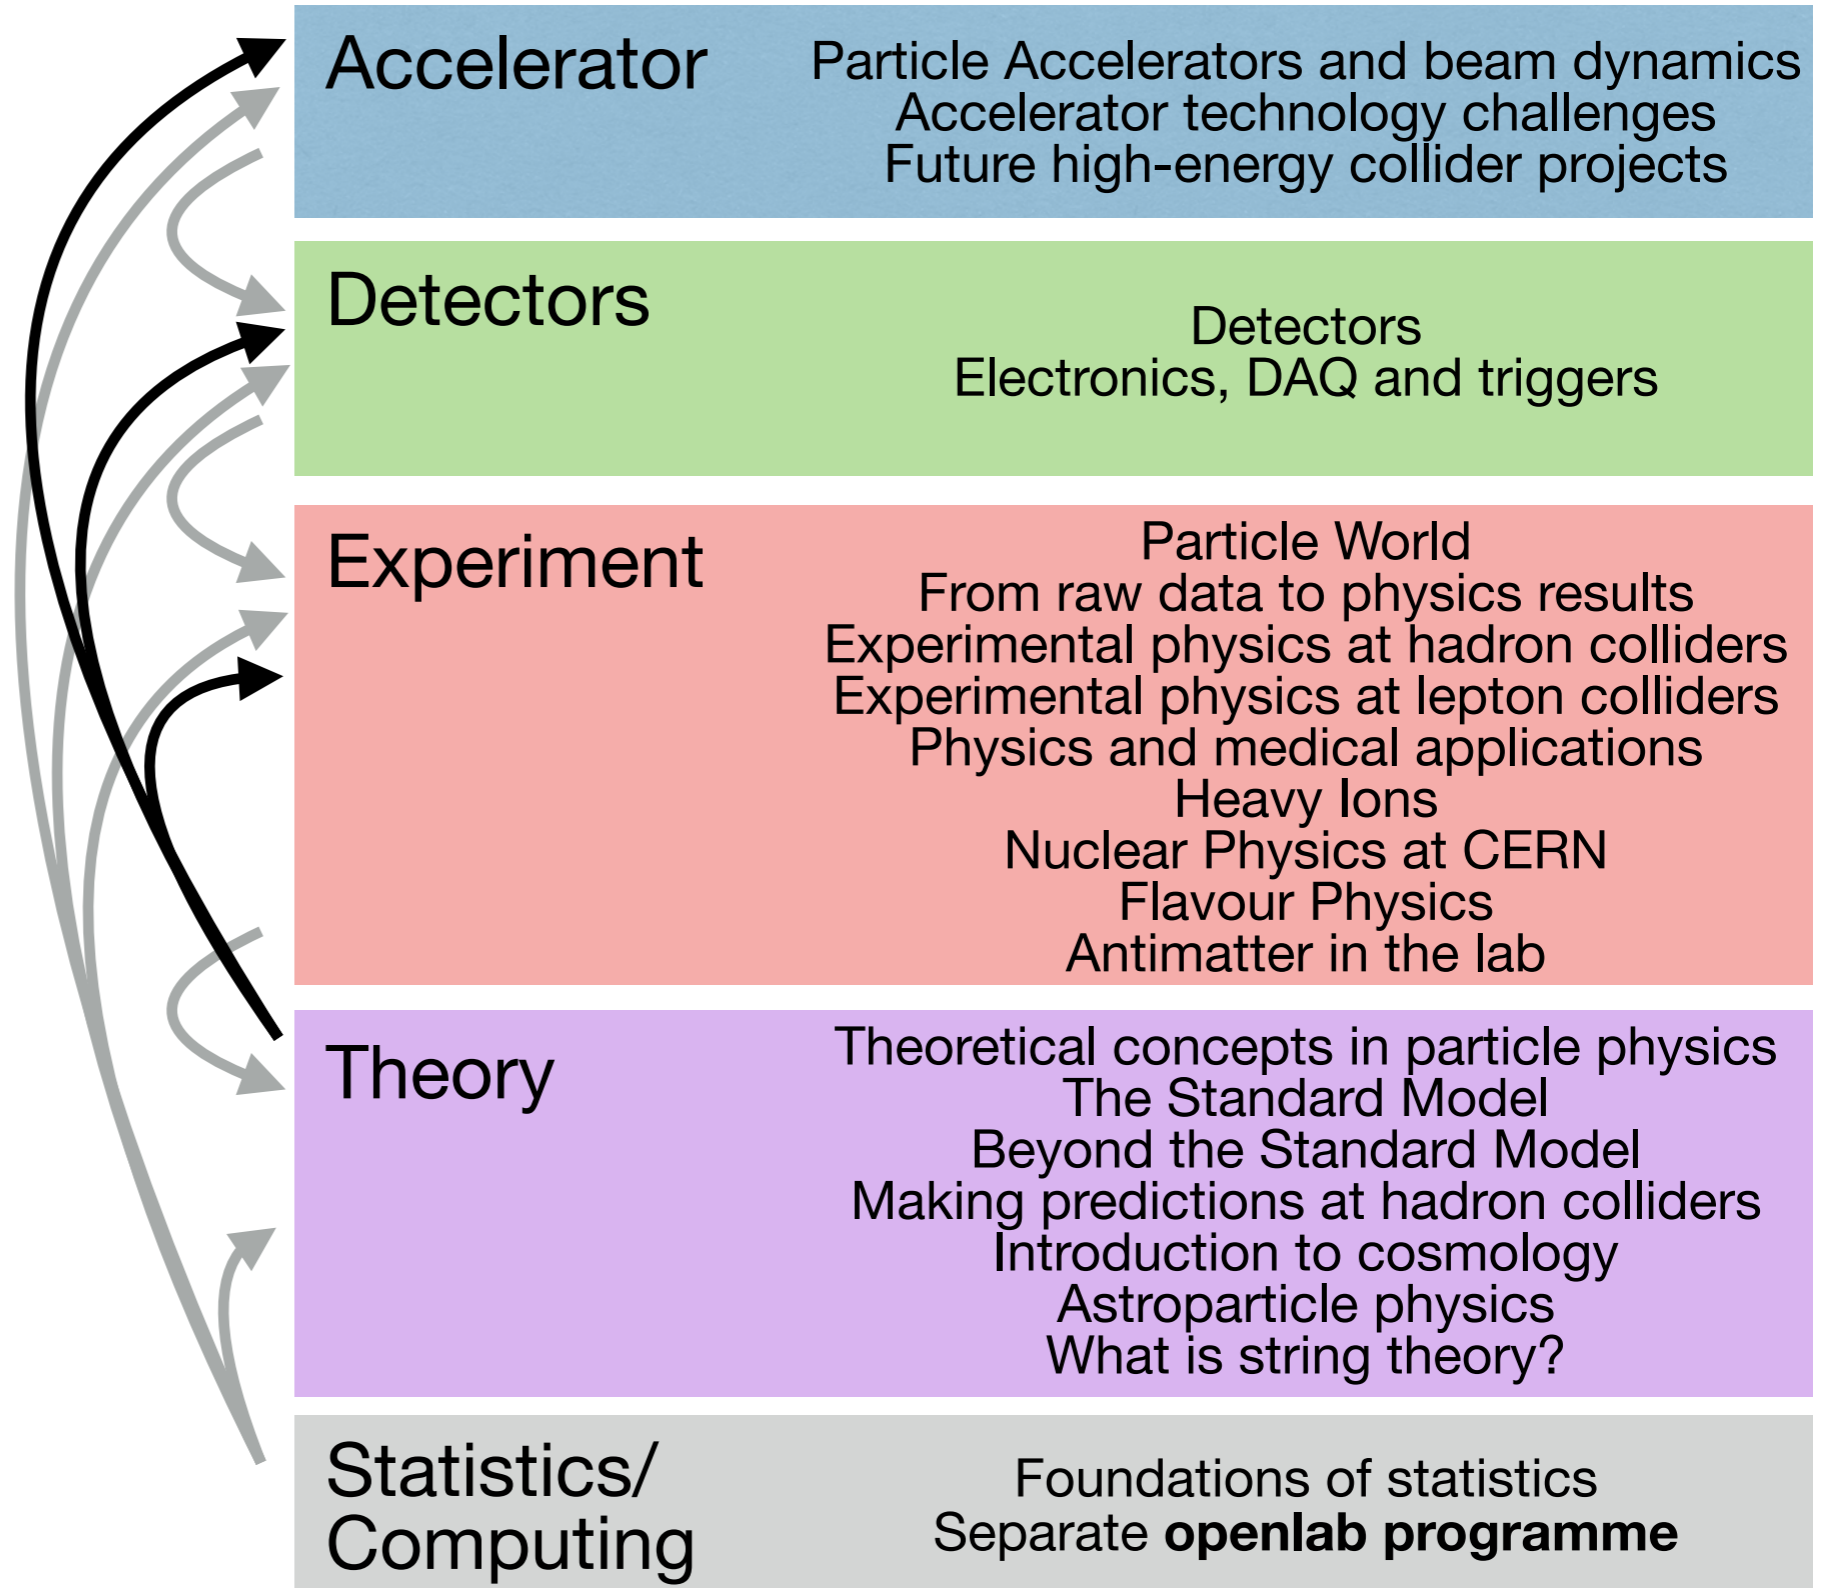 Accelerator
Particle Accelerators and beam dynamics
Accelerator technology challenges
Future high-energy collider projects
Detectors
Detectors
Electronics, DAQ and triggers
Experiment
Particle World
From raw data to physics results
Experimental physics at hadron colliders
Experimental physics at lepton colliders
Physics and medical applications
Heavy Ions
Nuclear Physics at CERN
Flavour Physics
Antimatter in the lab
Theory
Theoretical concepts in particle physics
The Standard Model
Beyond the Standard Model
Making predictions at hadron colliders
Introduction to cosmology
Astroparticle physics
What is string theory?
Statistics/
Computing
Foundations of statistics
Separate openlab programme